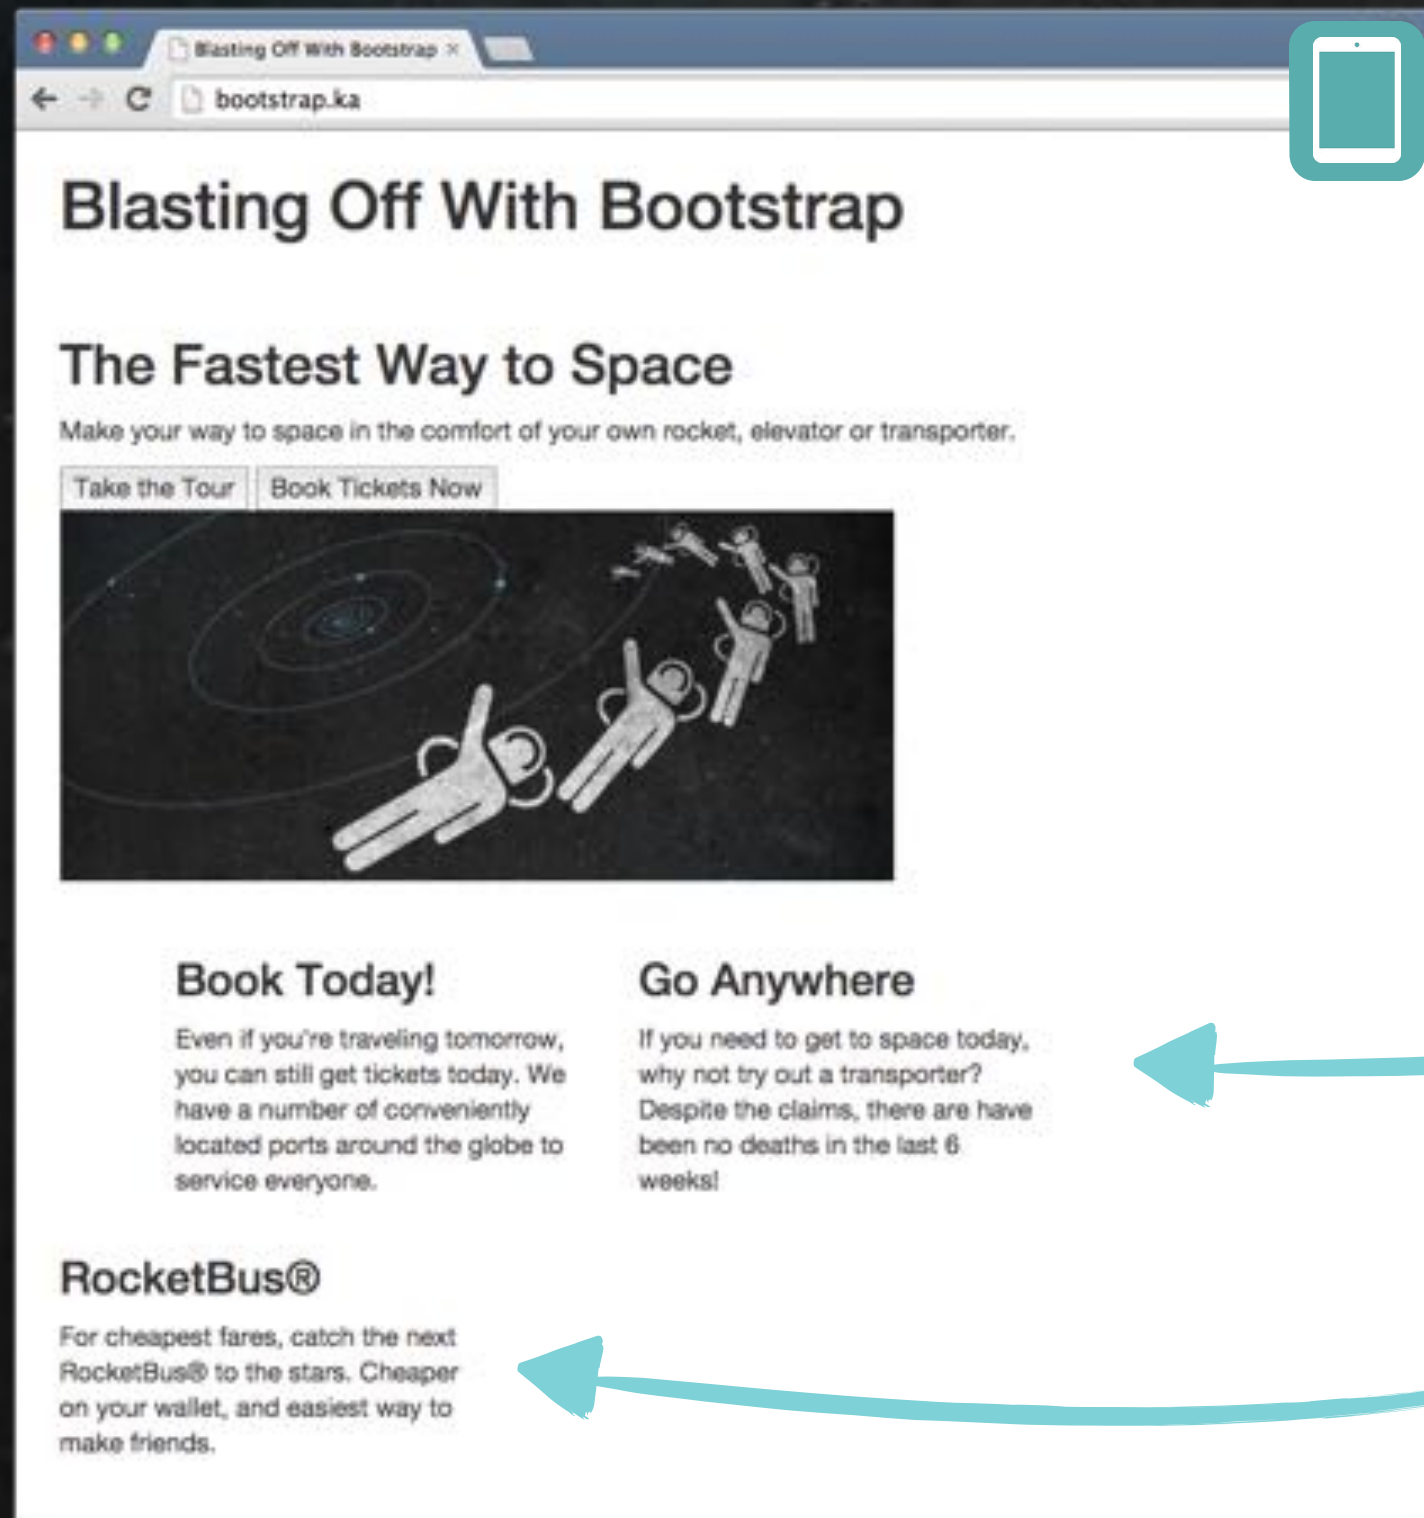 Blasting Off With Bootstrap
bootstrap.ka
Blasting Off With Bootstrap
The Fastest Way to Space
Make your way to space in the comfort of your own rocket, elevator or transporter.
Take the Tour
Book Tickets Now
Book Today!
Even if you're traveling tomorrow,
you can still get tickets today. We
have a number of conveniently
located ports around the globe to
service everyone.
Go Anywhere
If you need to get to space today,
why not try out a transporter?
Despite the claims, there are have
been no deaths in the last 6
weeks!
RocketBus®
For cheapest fares, catch the next
RocketBus® to the stars. Cheaper
on your wallet, and easiest way to
make friends.